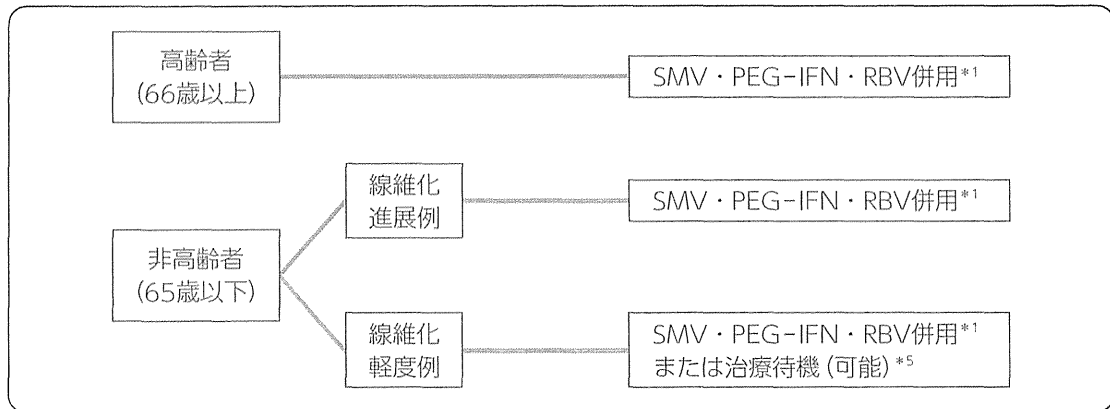 高齢者
(66歳以上)
SMV・PEG-IFN・RBV併用*1
線維化
進展例
SMV・PEG-IFN・RBV併用*1
非高齢者
(65歳以下)
線維化
軽度例
SMV・PEG-IFN・RBV併用*1
または治療待機(可能)*5